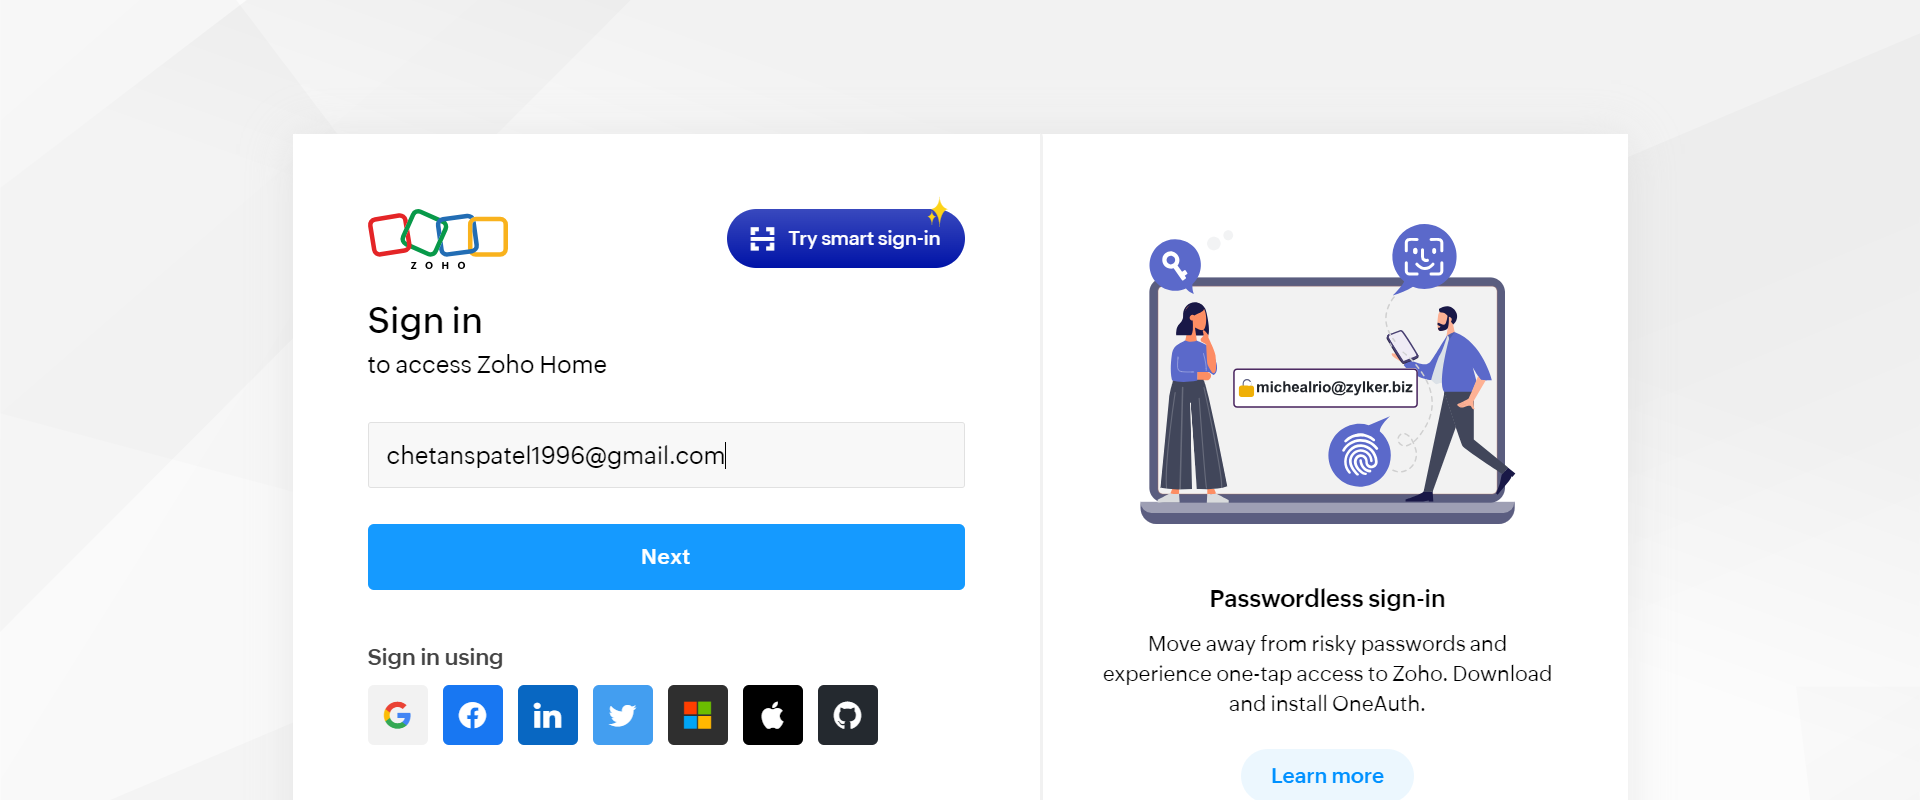 ZOHO
Try smart sign-in
Sign in
to access Zoho Home
chetanspatel1996@gmail.com
Next
Sign in using
michealrio@zylker.biz
Passwordless sign-in
Move away from risky passwords and
experience one-tap access to Zoho. Download
and install OneAuth.
Learn more